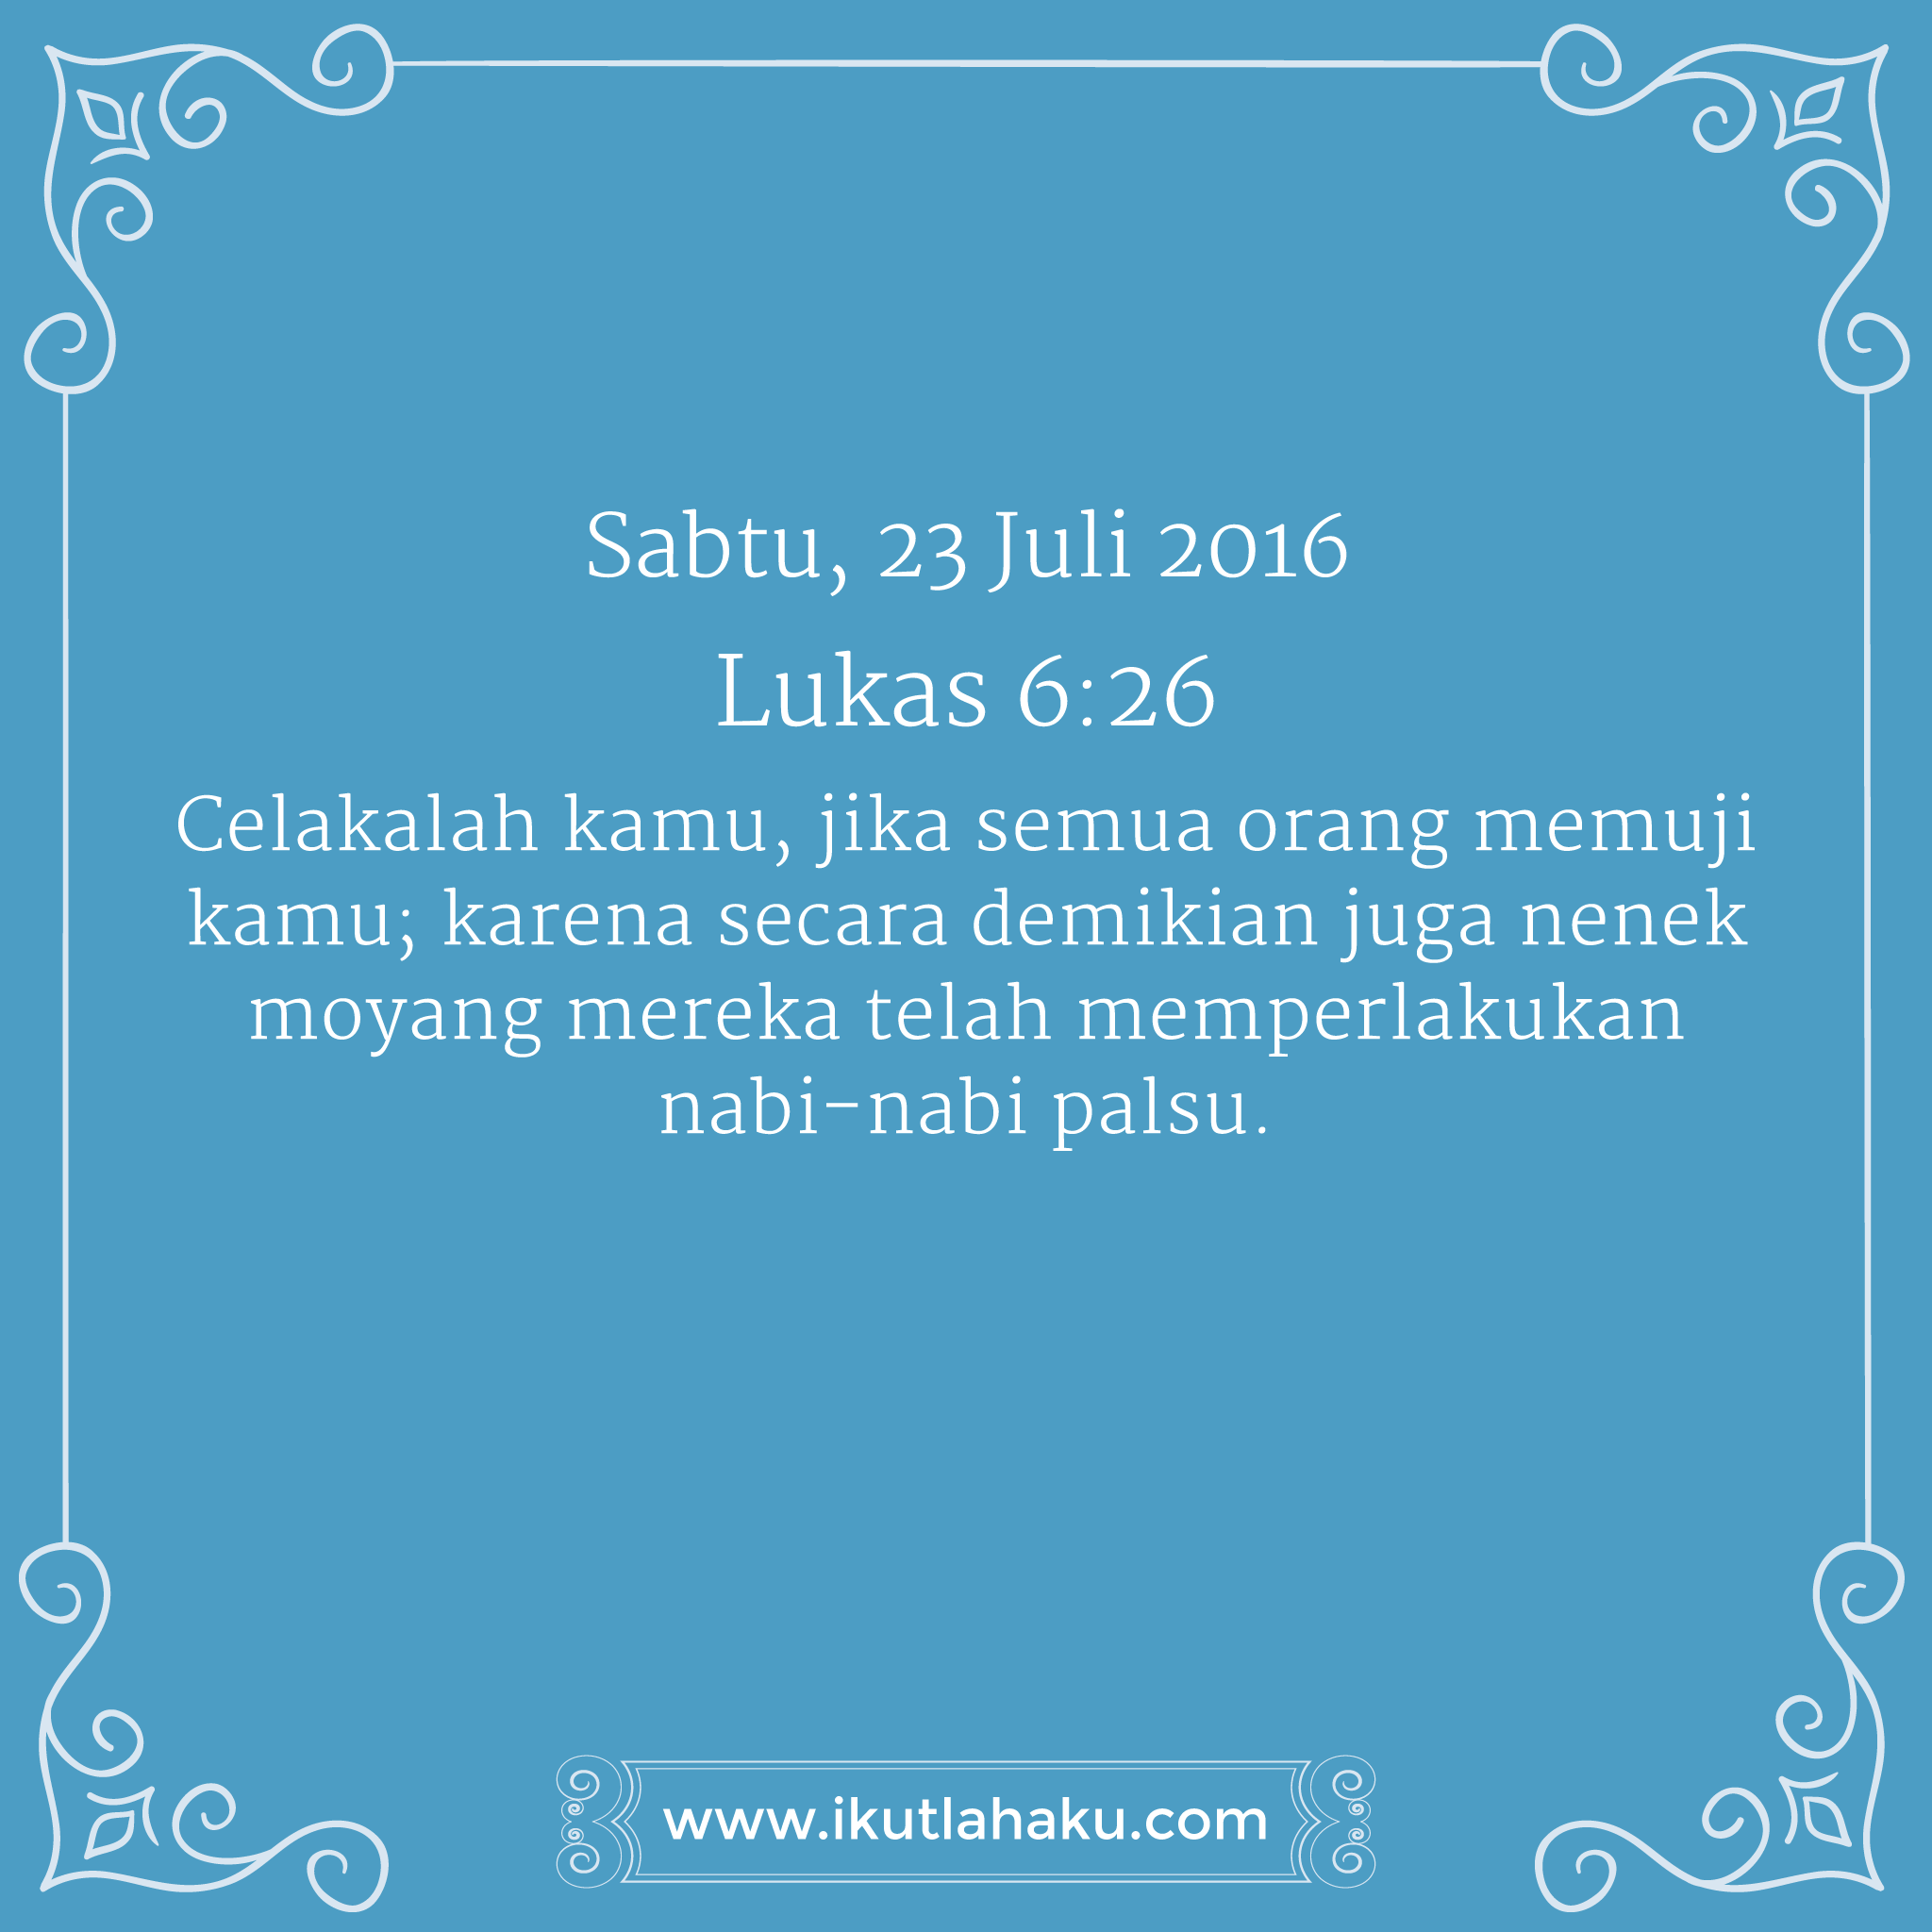 Sabtu, 23 Juli 2016
Lukas 6:26
Celakalah kamu, jika semua orang memuji
kamu; karena secara demikian juga nenek
moyang mereka telah memperlakukan
nabi-nabi palsu.
www.ikutlahaku.com